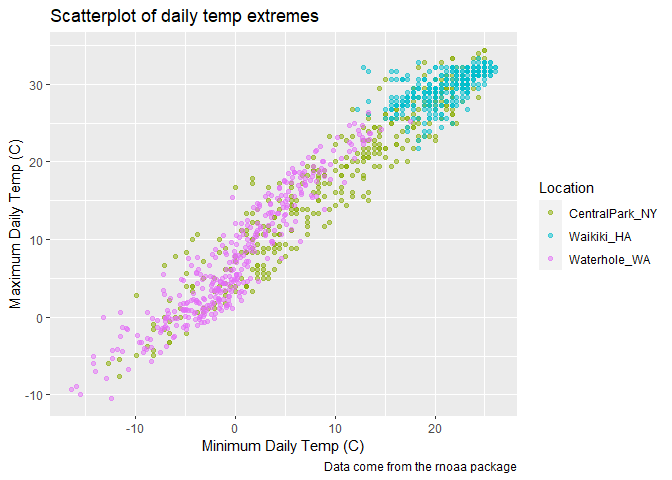 Scatterplot of daily temp extremes
Maximum Daily Temp (C)
30
20
10
0
-10
-10
0
10
20
Minimum Daily Temp (C)
Location
CentralPark_NY
Waikiki_HA
Waterhole_WA
Data come from the rnoaa package